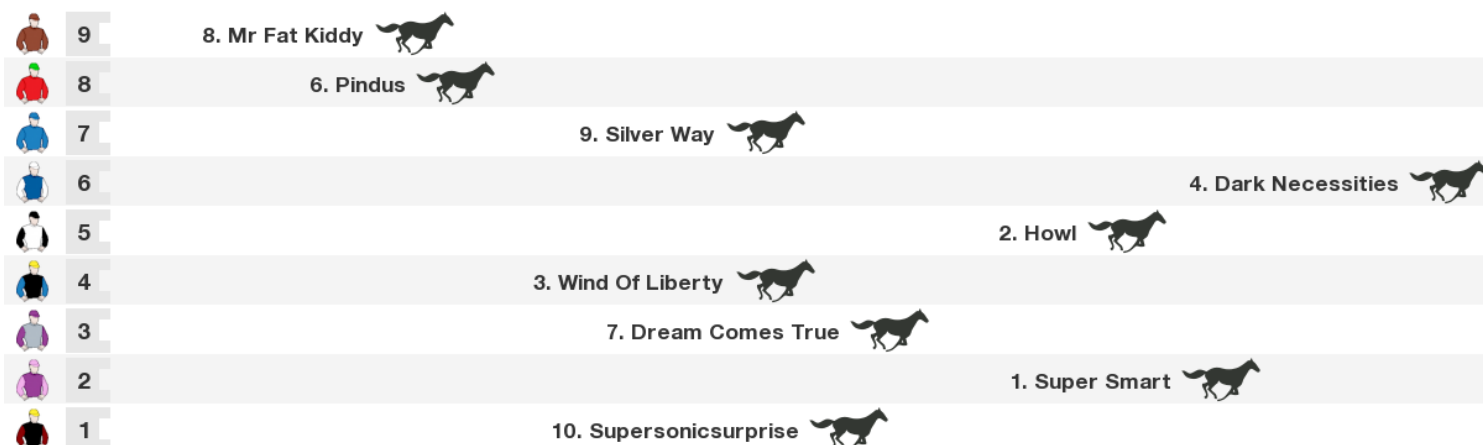 9 8. Mr Fat Kiddy
8 6. Pindus
7 9. Silver Way
6 4. Dark Necessities
5 2. Howl
4 3. Wind Of Liberty
3 7. Dream Comes True
2 1. Super Smart
1 10. Supersonicsurprise